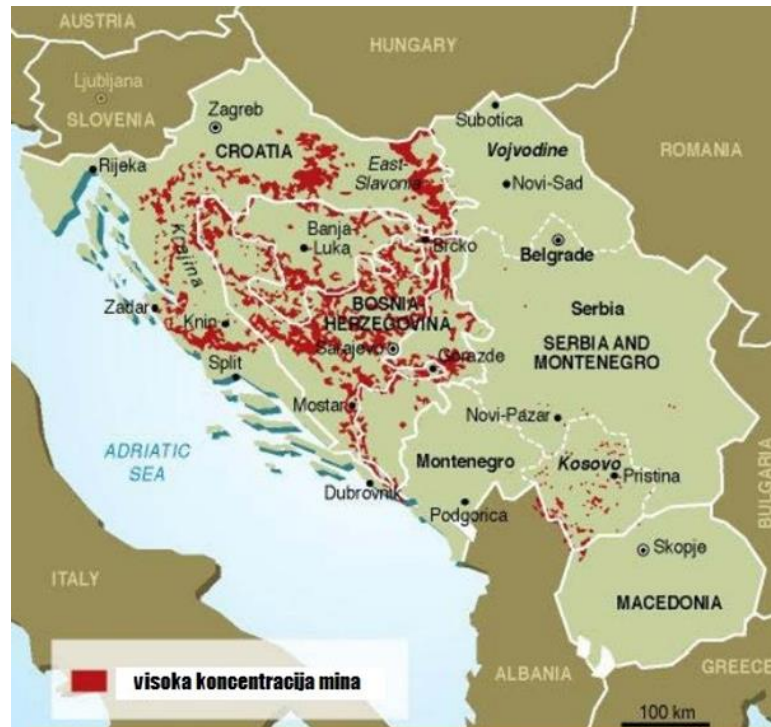 AUSTRIA
HUNGARY
Ljubljana
SLOVENIA
Zagreb
CROATIA
Subotica
ROMANIA
Rijeka
East-
Slavonia
Vojvodine
Novi-Sad
Banja-
Luka
Brčko
Belgrade
Krajina
Zadar
Knin
BOSNIA
HERZEGOVINA
Serbia
SERBIA AND
MONTENEGRO
Sarajevo
Gorazde
Split
Mostar
Novi-Pazar
ADRIATIC
SEA
Montenegro
Kosovo
Pristina
BULGARIA
Dubrovnik
Podgorica
Skopje
ITALY
MACEDONIA
visoka koncentracija mina
ALBANIA
GREECE
100 km